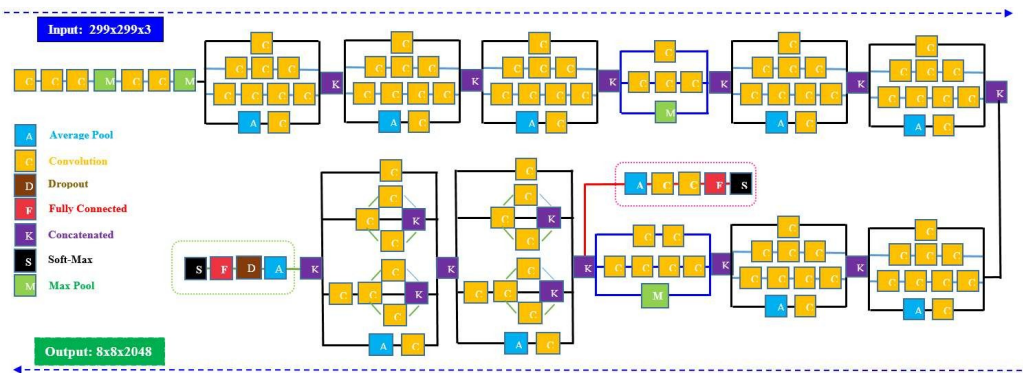 Input: 299x299x3
C C C C C C
C C C C C C C C C C C C C C C
C C C M C C M K K K C C C K K K
C C C C C C C C C C C C C C C C C C C C
A C A C A C M A C A C
A Average Pool
C Convolution
D Dropout
F Fully Connected
K Concatenated
S Soft-Max
M Max Pool
C C
C C A C C F S
C K C K
C C C C C C
C C C C C C C C
S F D A K K K C C C C K K
C C C C C C C C C C
C C K C C K M
C C A C A C
A C A C
Output: 8x8x2048